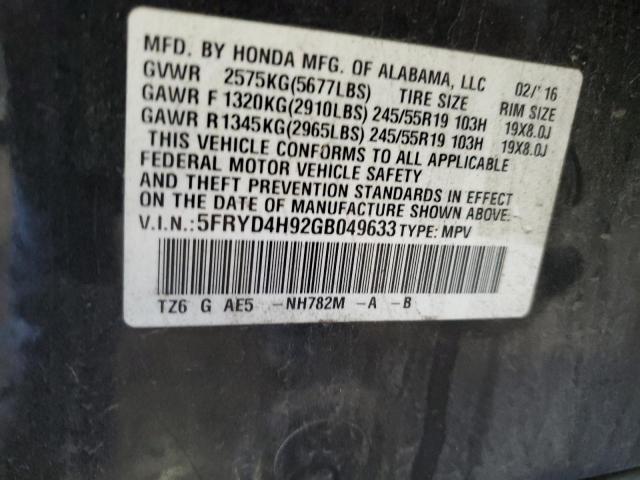 MFD. BY HONDA MFG. OF ALABAMA, LLC 02/'16
GVWR 2575KG(5677LBS) TIRE SIZE RIM SIZE
GAWR F 1320KG(2910LBS) 245/55R19 103H 19X8.0J
GAWR R 1345KG(2965LBS) 245/55R19 103H 19X8.0J
THIS VEHICLE CONFORMS TO ALL APPLICABLE
FEDERAL MOTOR VEHICLE SAFETY
AND THEFT PREVENTION STANDARDS IN EFFECT
ON THE DATE OF MANUFACTURE SHOWN ABOVE.
V.I.N.: 5FRYD4H92GB049633 TYPE: MPV
TZ6 G AE5 -NH782M -A -B